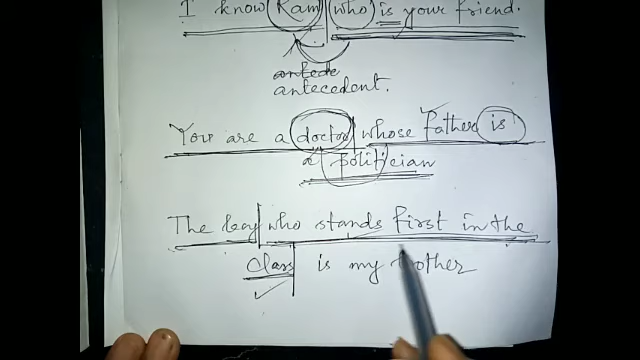 I know Ram who is your friend.
antede
antecedent.
You are a doctor whose father is
a politician
The boy who stands first in the
class is my brother